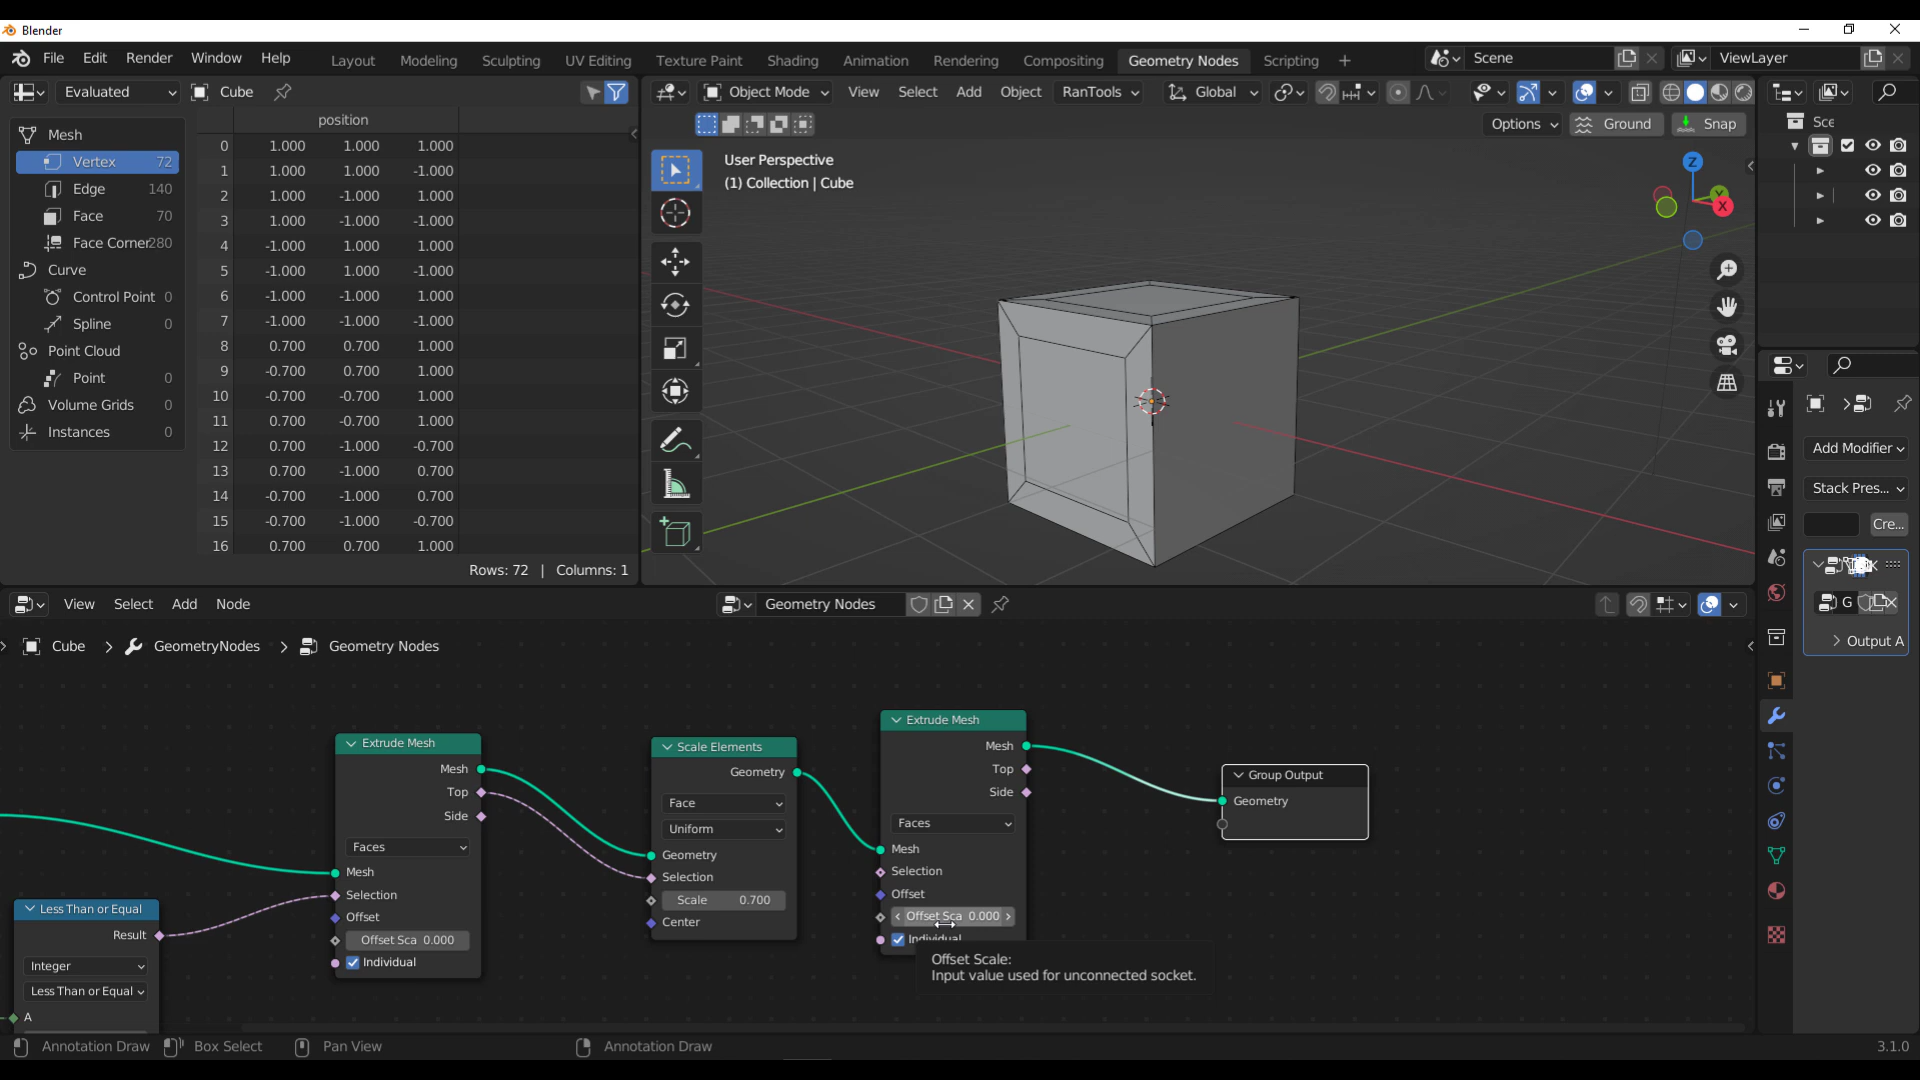 Blender
File Edit Render Window Help Layout Modeling Sculpting UV Editing Texture Paint Shading Animation Rendering Compositing Geometry Nodes Scripting + Scene ViewLayer
Evaluated Cube
Object Mode View Select Add Object RanTools Global
position
Options Ground Snap
Mesh
Vertex 72
Edge 140
Face 70
Face Corner 280
Curve
Control Point 0
Spline 0
Point Cloud
Point 0
Volume Grids 0
Instances 0
0 1.000 1.000 1.000
1 1.000 1.000 -1.000
2 1.000 -1.000 1.000
3 1.000 -1.000 -1.000
4 -1.000 1.000 1.000
5 -1.000 1.000 -1.000
6 -1.000 -1.000 1.000
7 -1.000 -1.000 -1.000
8 0.700 0.700 1.000
9 -0.700 0.700 1.000
10 -0.700 -0.700 1.000
11 0.700 -0.700 1.000
12 0.700 -1.000 -0.700
13 0.700 -1.000 0.700
14 -0.700 -1.000 0.700
15 -0.700 -1.000 -0.700
16 0.700 0.700 1.000
Rows: 72 | Columns: 1
User Perspective
(1) Collection | Cube
Z
Y
X
Sce
Add Modifier
Stack Pres...
Cre...
G
Output A
View Select Add Node Geometry Nodes
Cube GeometryNodes Geometry Nodes
Less Than or Equal
Result
Integer
Less Than or Equal
A
Extrude Mesh
Mesh
Top
Side
Faces
Mesh
Selection
Offset
Offset Sca 0.000
Individual
Scale Elements
Geometry
Face
Uniform
Geometry
Selection
Scale 0.700
Center
Extrude Mesh
Mesh
Top
Side
Faces
Mesh
Selection
Offset
Offset Sca 0.000
Individual
Offset Scale:
Input value used for unconnected socket.
Group Output
Geometry
Annotation Draw Box Select Pan View Annotation Draw 3.1.0